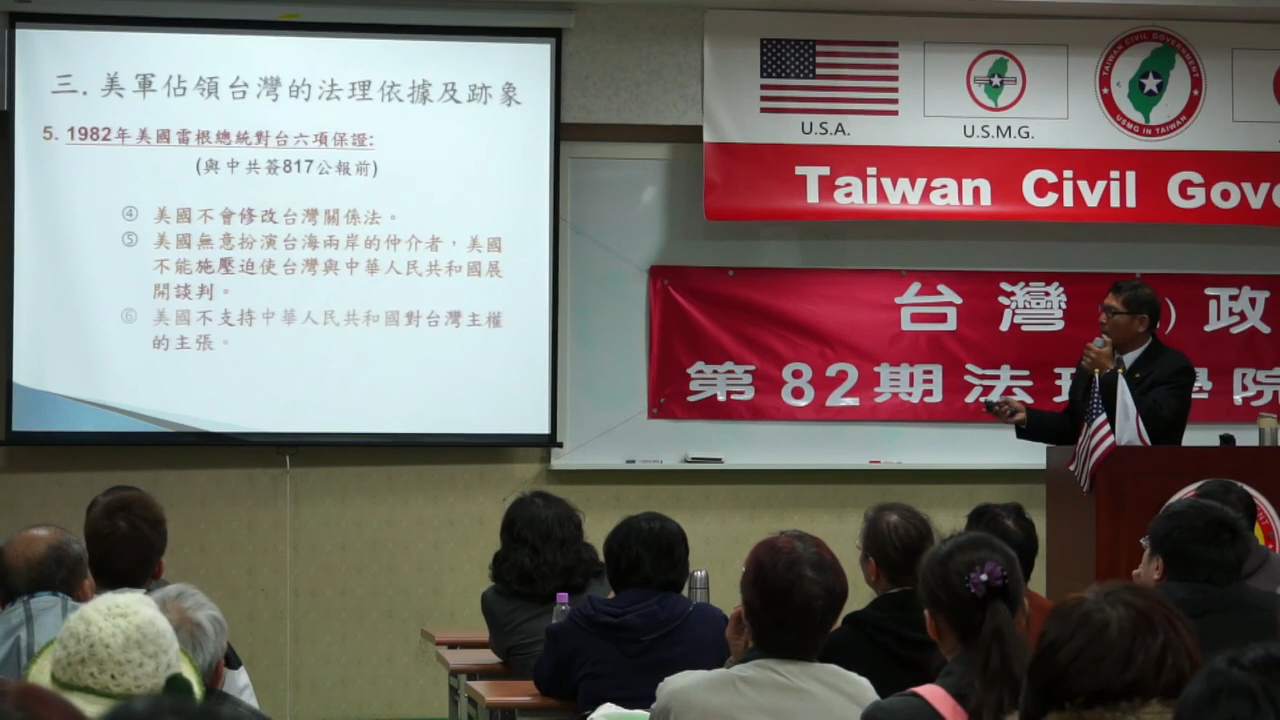 三. 美軍佔領台灣的法理依據及跡象
5. 1982年美國雷根總統對台六項保證:
(與中共簽817公報前)
④ 美國不會修改台灣關係法。
⑤ 美國無意扮演台海兩岸的仲介者，美國
不能施壓迫使台灣與中華人民共和國展
開談判。
⑥ 美國不支持中華人民共和國對台灣主權
的主張。
U.S.A.
U.S.M.G.
TAIWAN CIVIL GOVERNMENT
USMG IN TAIWAN
Taiwan Civil Gove
台灣 ) 政
第82期法理學院